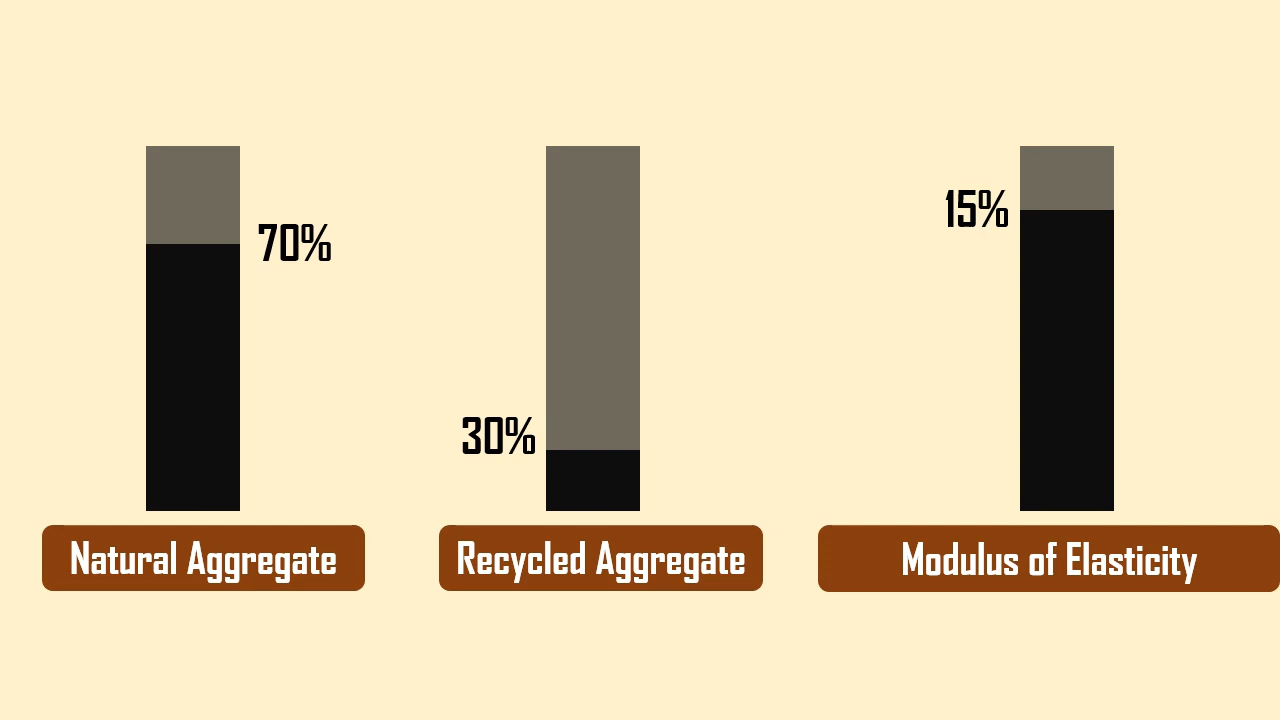 15%
70%
30%
Natural Aggregate
Recycled Aggregate
Modulus of Elasticity